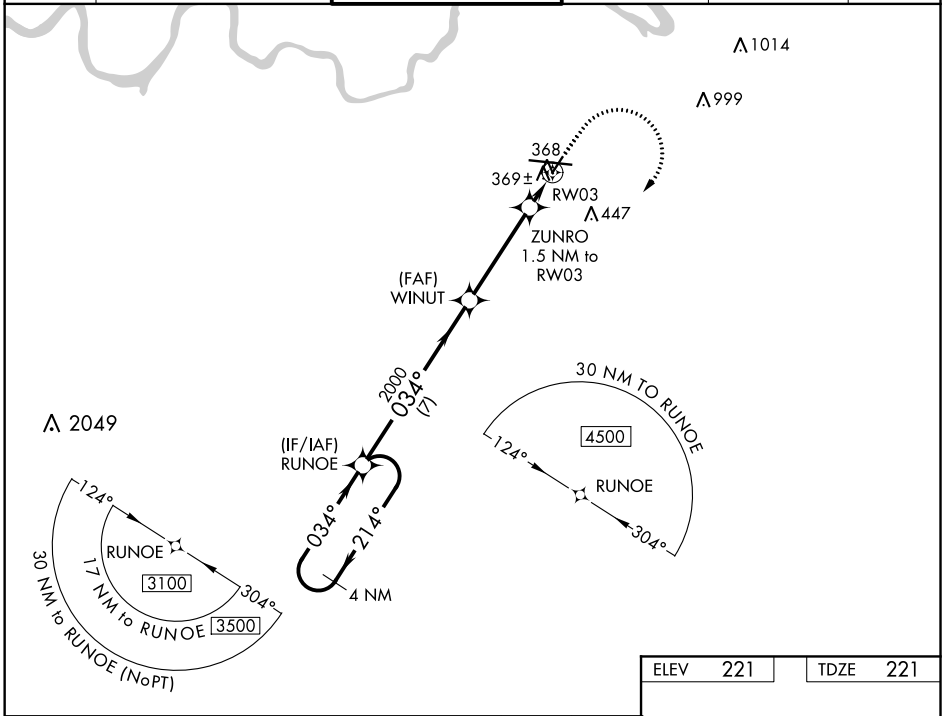 1014
999
368
369±
RW03
447
ZUNRO
1.5 NM to
RW03
(FAF)
WINUT
2000
034°
(7)
30 NM TO RUNOE
4500
124°
RUNOE
304°
2049
(IF/IAF)
RUNOE
034°
214°
4 NM
124°
RUNOE
3100
304°
17 NM to RUNOE
3500
30 NM to RUNOE (NoPT)
ELEV 221
TDZE 221